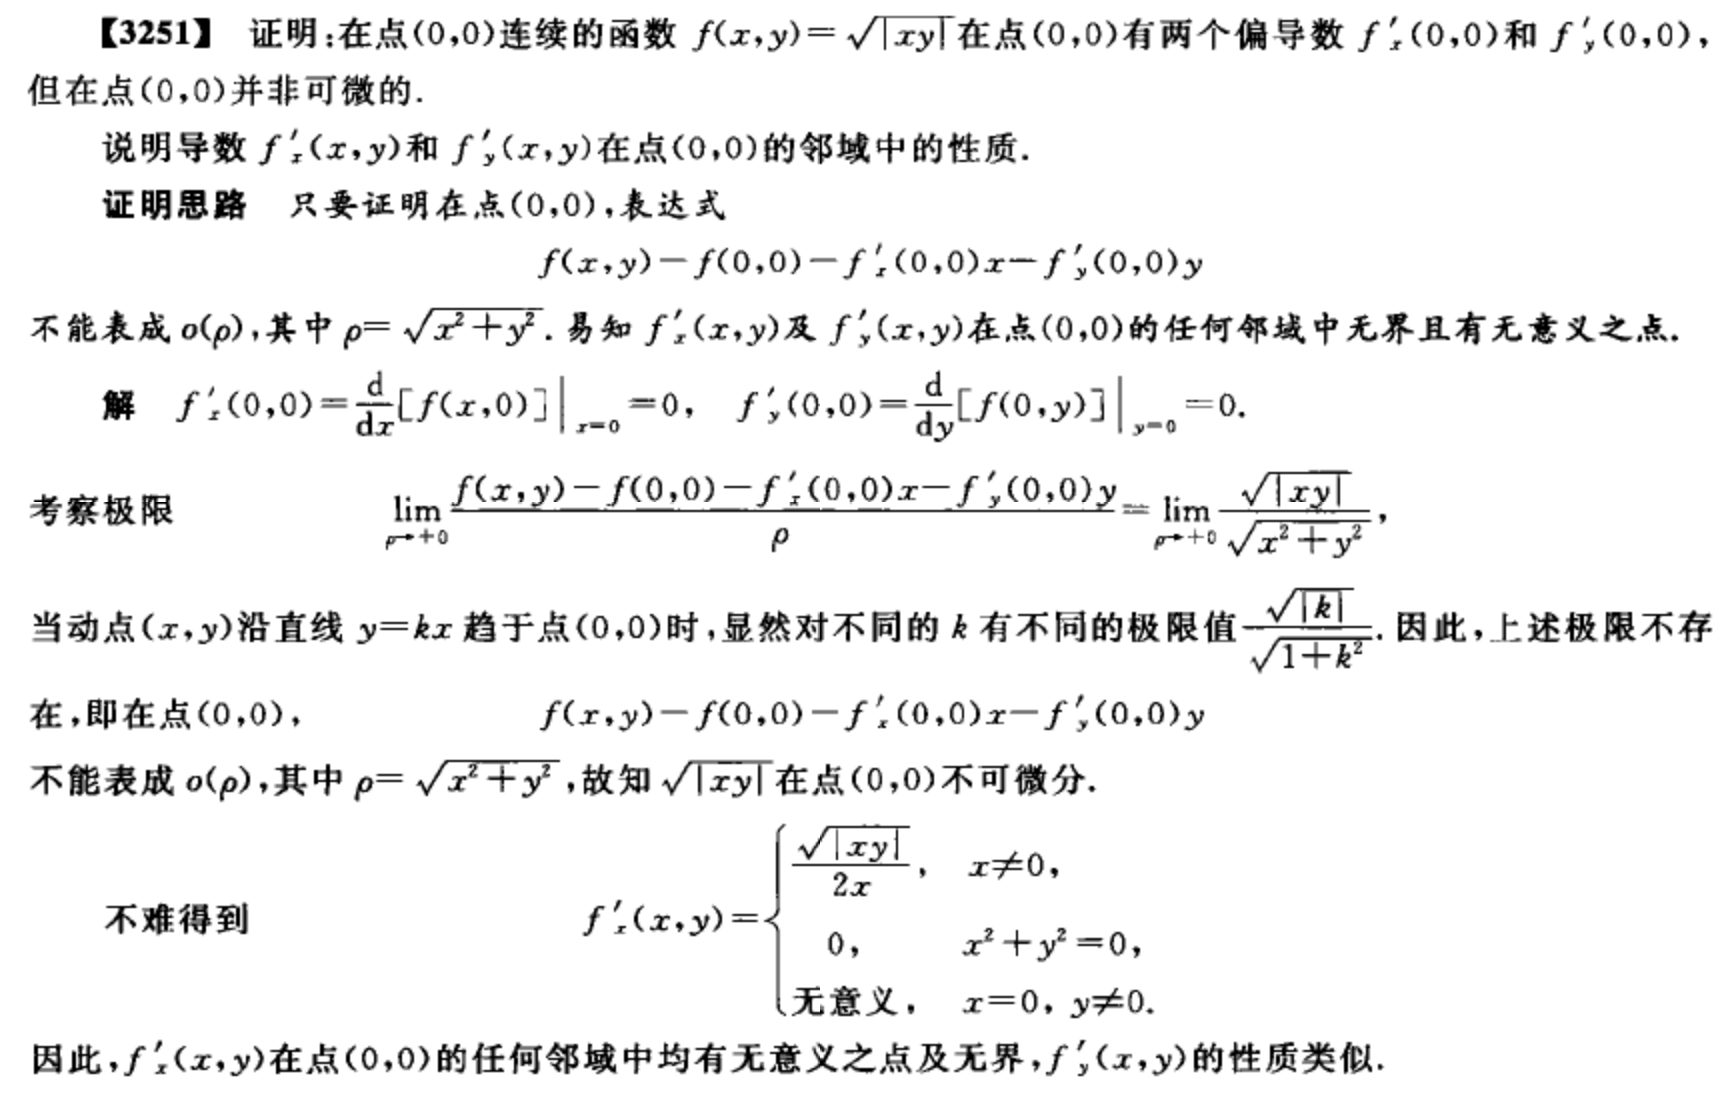 【3251】 证明:在点(0,0)连续的函数 f(x,y)=√|xy| 在点(0,0)有两个偏导数 f′ₓ(0,0)和 f′ᵧ(0,0),
但在点(0,0)并非可微的.
说明导数 f′ₓ(x,y)和 f′ᵧ(x,y)在点(0,0)的邻域中的性质.
证明思路 只要证明在点(0,0),表达式
f(x,y)−f(0,0)−f′ₓ(0,0)x−f′ᵧ(0,0)y
不能表成 o(ρ),其中 ρ=√(x²+y²). 易知 f′ₓ(x,y)及 f′ᵧ(x,y)在点(0,0)的任何邻域中无界且有无意义之点.
解 f′ₓ(0,0)=d/dx[f(x,0)]|ₓ₌₀=0, f′ᵧ(0,0)=d/dy[f(0,y)]|_{y=0}=0.
考察极限 lim_{ρ→+0} (f(x,y)−f(0,0)−f′ₓ(0,0)x−f′ᵧ(0,0)y)/ρ = lim_{ρ→+0} √|xy|/√(x²+y²),
当动点(x,y)沿直线 y=kx 趋于点(0,0)时,显然对不同的 k 有不同的极限值 √|k|/√(1+k²). 因此,上述极限不存
在,即在点(0,0), f(x,y)−f(0,0)−f′ₓ(0,0)x−f′ᵧ(0,0)y
不能表成 o(ρ),其中 ρ=√(x²+y²),故知 √|xy| 在点(0,0)不可微分.
不难得到 f′ₓ(x,y)={ √|xy|/2x, x≠0,
0, x²+y²=0,
无意义, x=0, y≠0.
因此,f′ₓ(x,y)在点(0,0)的任何邻域中均有无意义之点及无界,f′ᵧ(x,y)的性质类似.